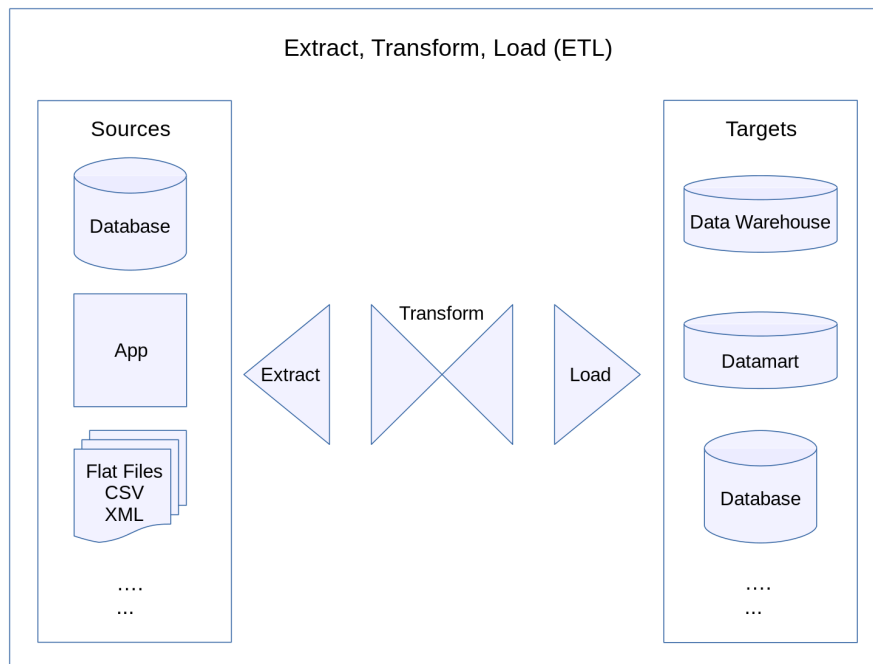 Extract, Transform, Load (ETL)
Sources
Database
App
Flat Files
CSV
XML
....
...
Extract
Transform
Load
Targets
Data Warehouse
Datamart
Database
....
...